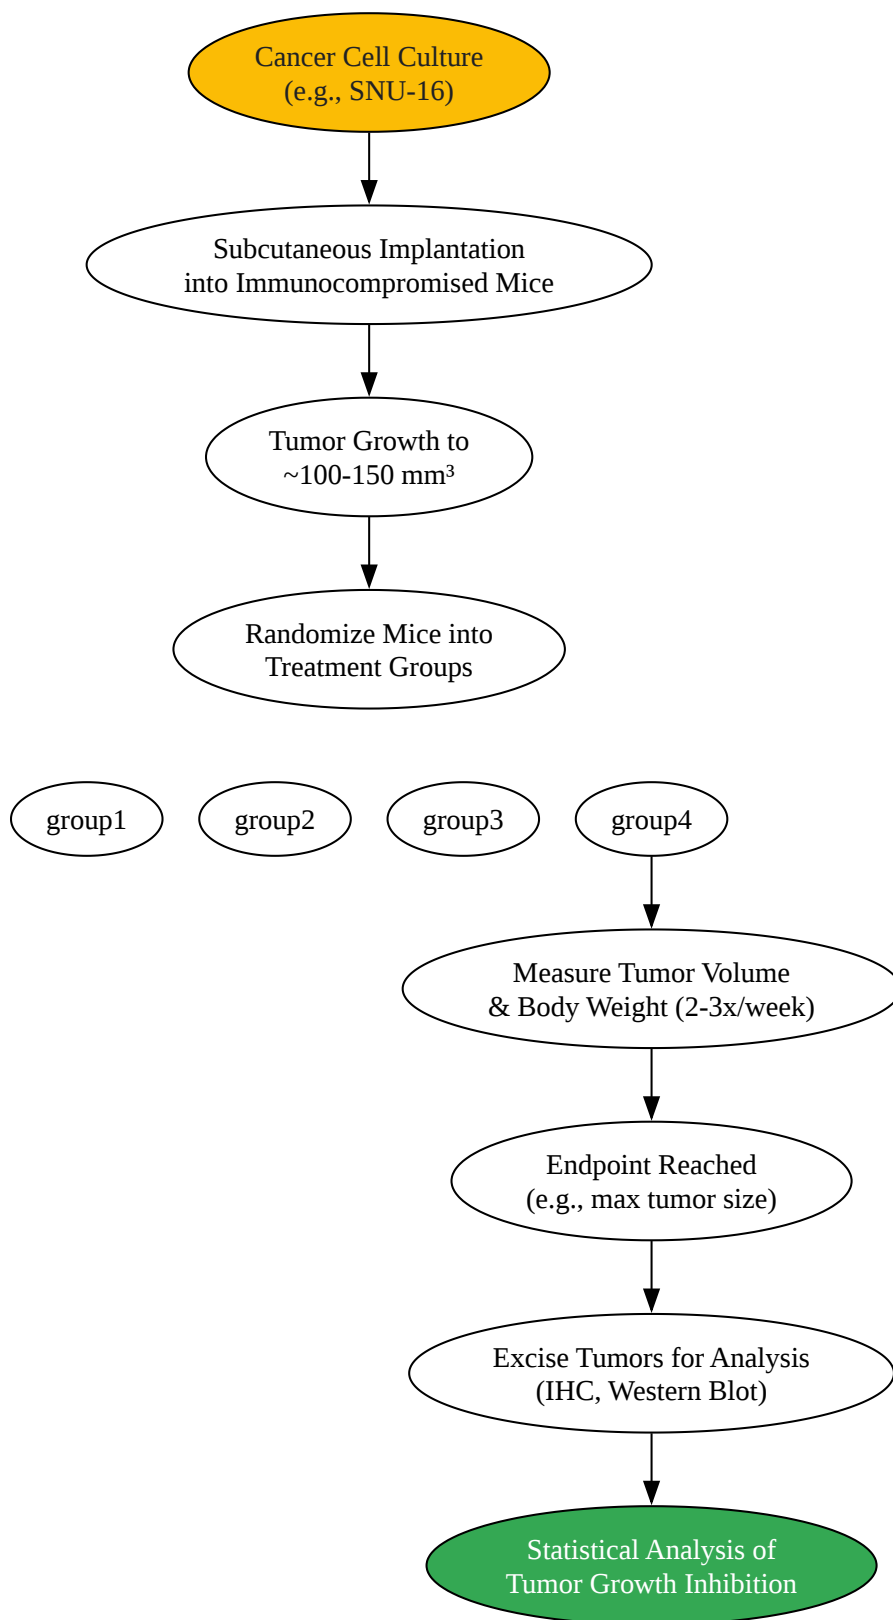 Cancer Cell Culture
(e.g., SNU-16)
Subcutaneous Implantation
into Immunocompromised Mice
Tumor Growth to
~100-150 mm³
Randomize Mice into
Treatment Groups
group1
group2
group3
group4
Measure Tumor Volume
& Body Weight (2-3x/week)
Endpoint Reached
(e.g., max tumor size)
Excise Tumors for Analysis
(IHC, Western Blot)
Statistical Analysis of
Tumor Growth Inhibition